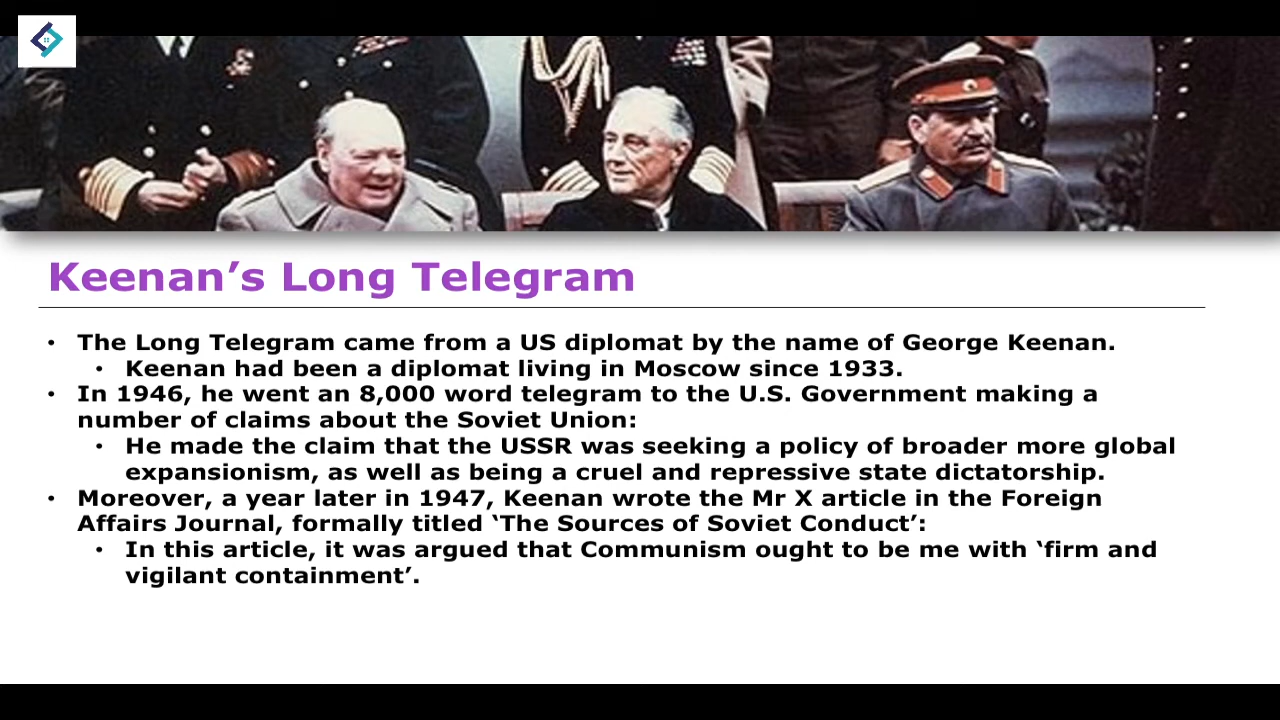 Keenan’s Long Telegram
• The Long Telegram came from a US diplomat by the name of George Keenan.
• Keenan had been a diplomat living in Moscow since 1933.
• In 1946, he went an 8,000 word telegram to the U.S. Government making a
number of claims about the Soviet Union:
• He made the claim that the USSR was seeking a policy of broader more global
expansionism, as well as being a cruel and repressive state dictatorship.
• Moreover, a year later in 1947, Keenan wrote the Mr X article in the Foreign
Affairs Journal, formally titled ‘The Sources of Soviet Conduct’:
• In this article, it was argued that Communism ought to be me with ‘firm and
vigilant containment’.